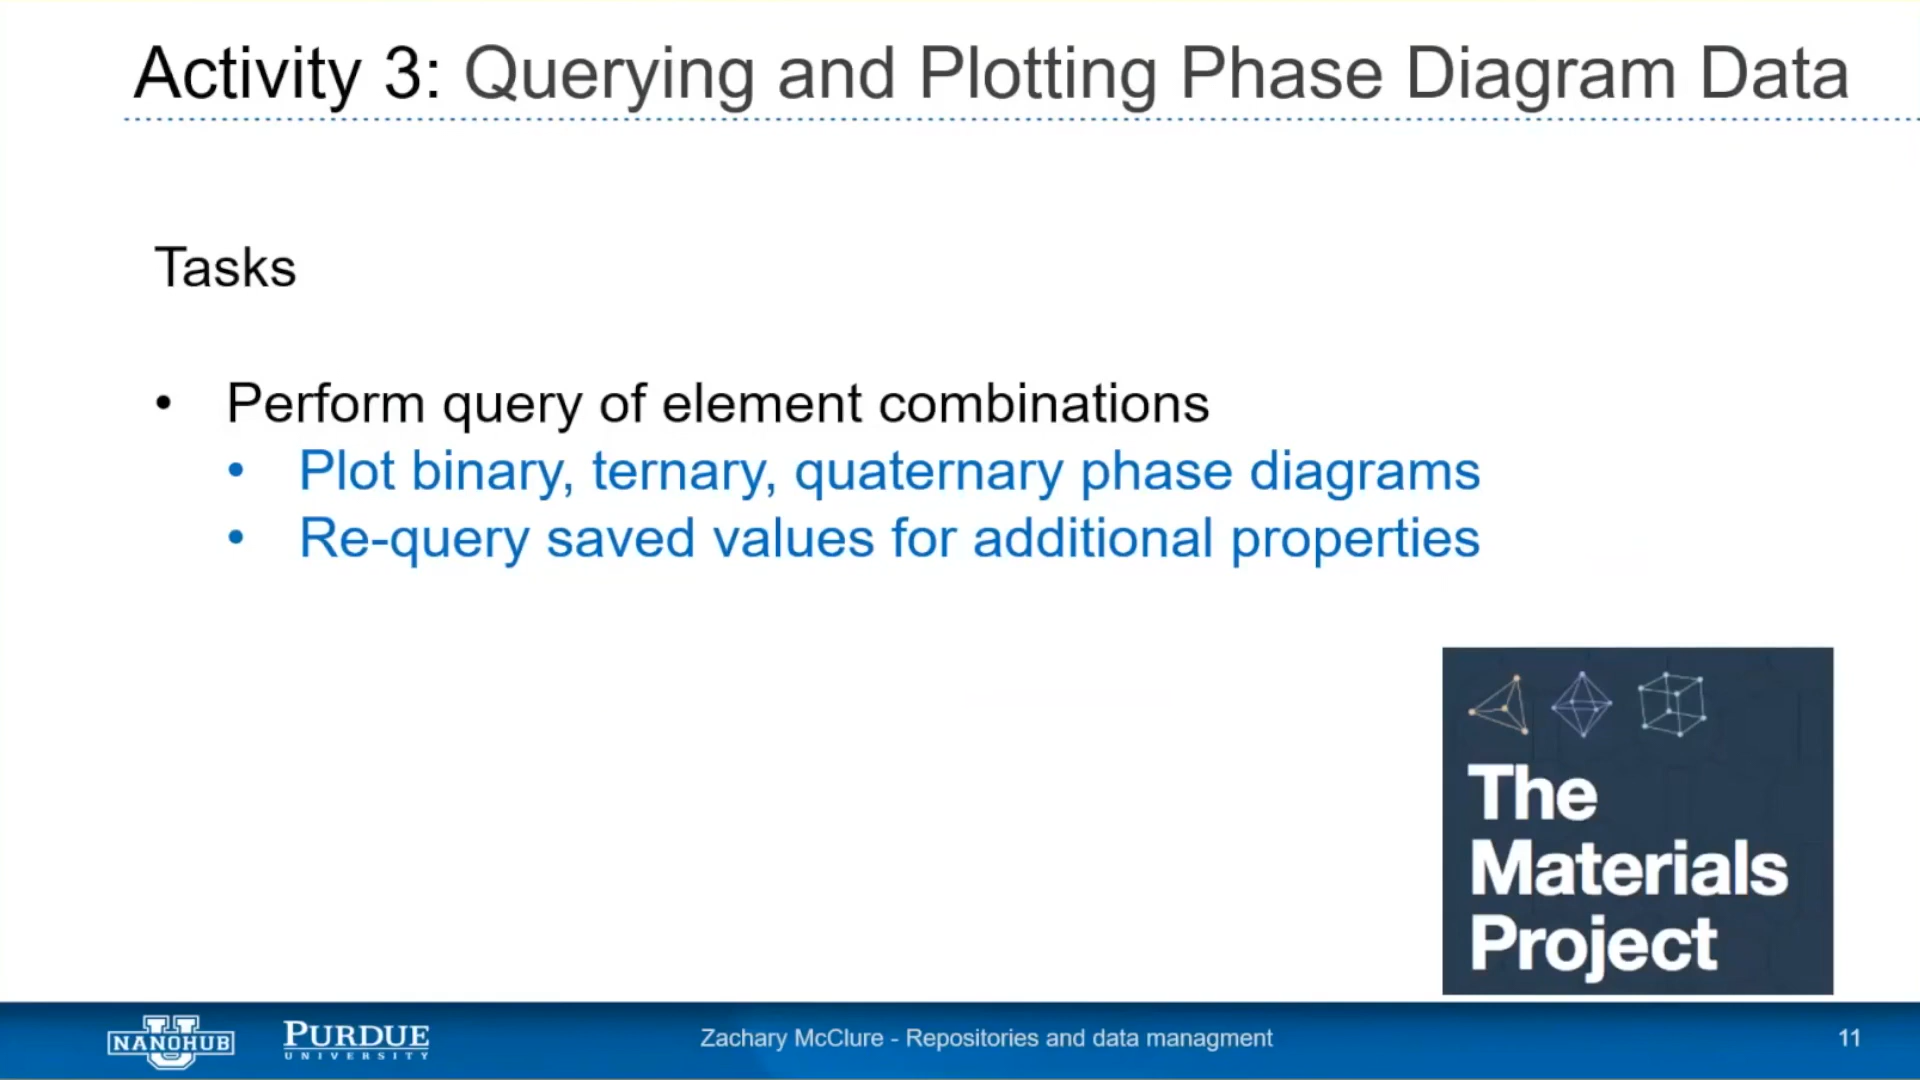 Activity 3: Querying and Plotting Phase Diagram Data
Tasks
• Perform query of element combinations
• Plot binary, ternary, quaternary phase diagrams
• Re-query saved values for additional properties
The
Materials
Project
NANOHUB
PURDUE
UNIVERSITY
Zachary McClure - Repositories and data managment
11